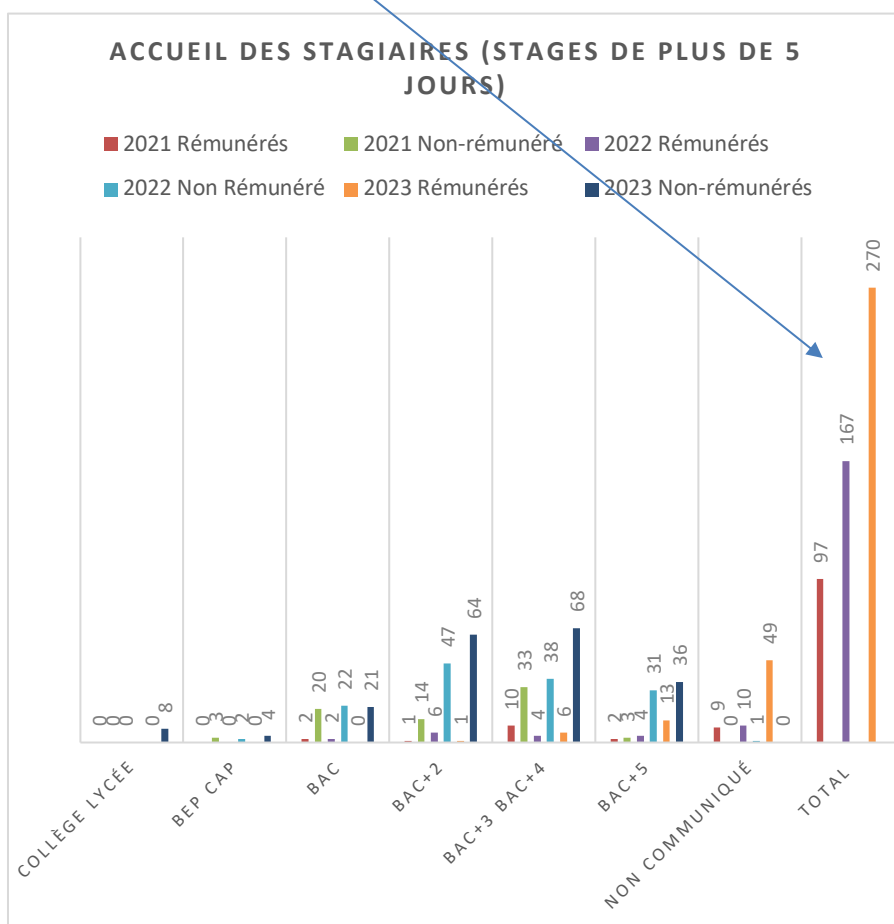 ACCUEIL DES STAGIAIRES (STAGES DE PLUS DE 5
JOURS)
2021 Rémunérés
2021 Non-rémunéré
2022 Rémunérés
2022 Non Rémunéré
2023 Rémunérés
2023 Non-rémunérés
0
0
0
0
8
0
3
0
2
0
4
2
20
2
22
0
21
1
14
6
47
1
64
10
33
4
38
6
68
2
3
4
31
13
36
9
0
10
1
49
0
97
167
270
COLLÈGE LYCÉE
BEP CAP
BAC
BAC+2
BAC+3 BAC+4
BAC+5
NON COMMUNIQUÉ
TOTAL